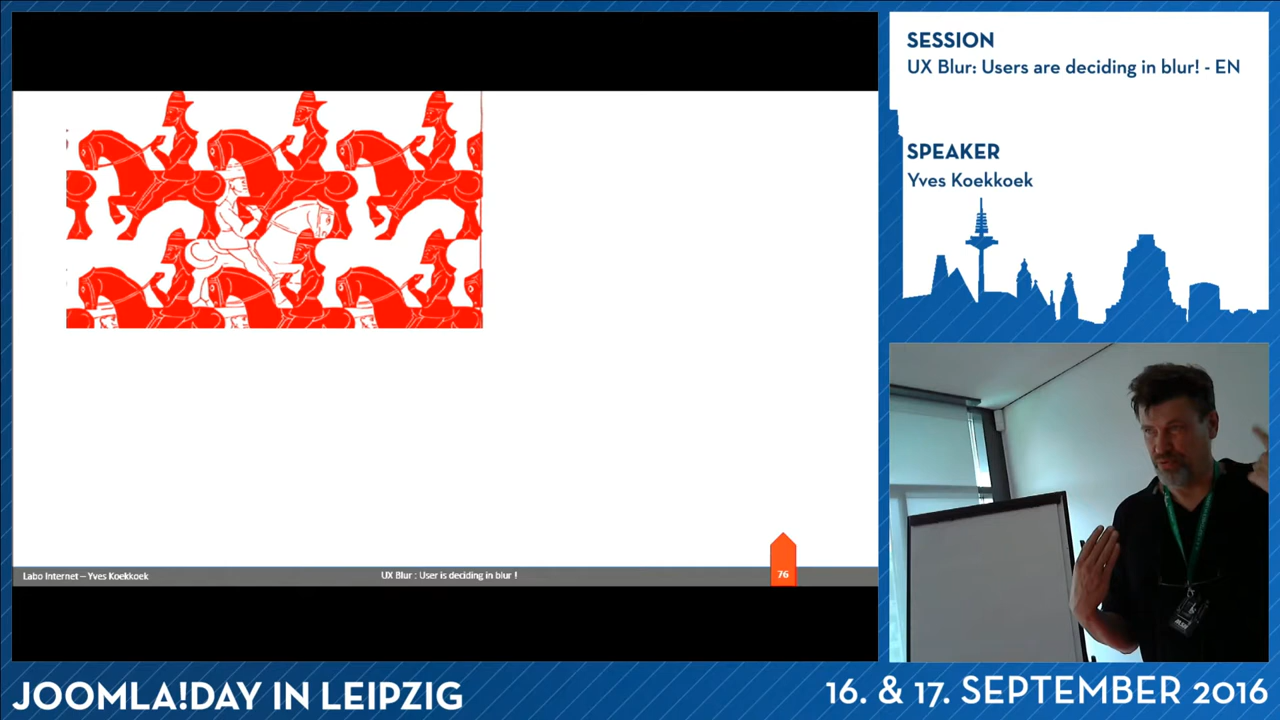 SESSION
UX Blur: Users are deciding in blur! - EN
SPEAKER
Yves Koekkoek
Labo Internet – Yves Koekkoek
UX Blur : User is deciding in blur !
76
JOOMLA!DAY IN LEIPZIG
16. & 17. SEPTEMBER 2016